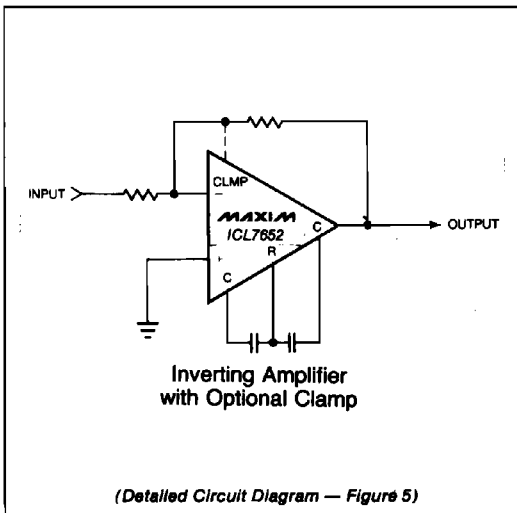 CLMP
INPUT
−
MAXIM
ICL7652
C
OUTPUT
+
R
C
Inverting Amplifier
with Optional Clamp
(Detailed Circuit Diagram — Figure 5)